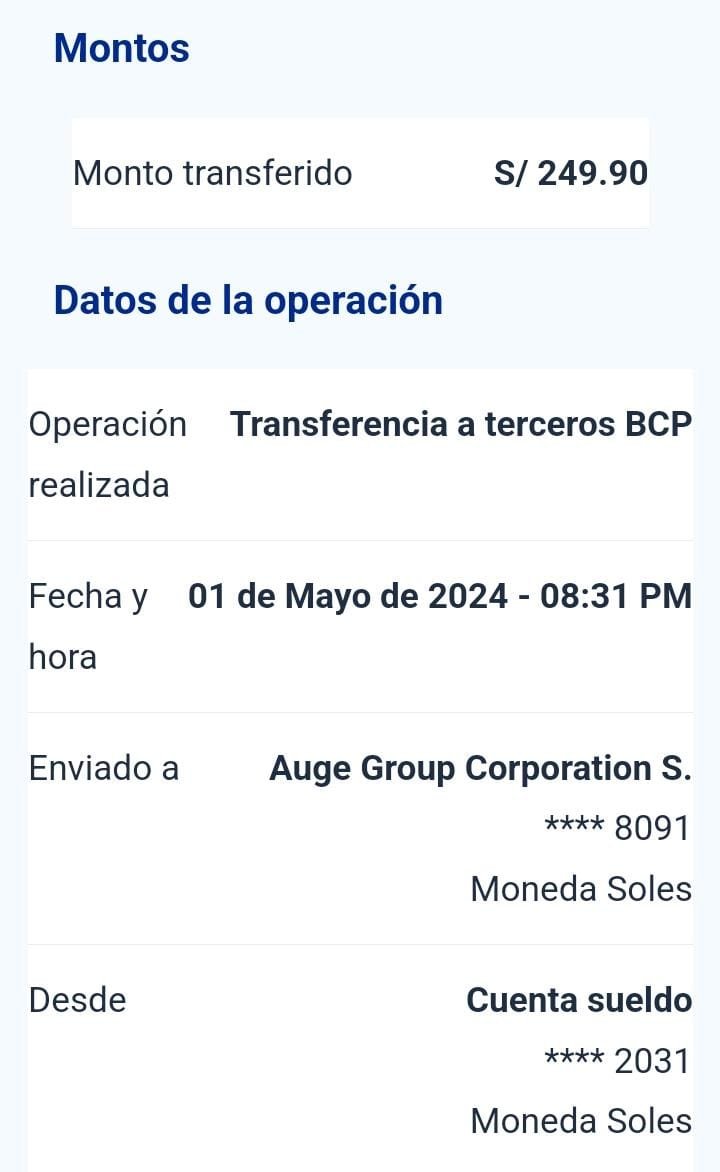 Montos
Monto transferido S/ 249.90
Datos de la operación
Operación realizada Transferencia a terceros BCP
Fecha y hora 01 de Mayo de 2024 - 08:31 PM
Enviado a Auge Group Corporation S.
**** 8091
Moneda Soles
Desde Cuenta sueldo
**** 2031
Moneda Soles